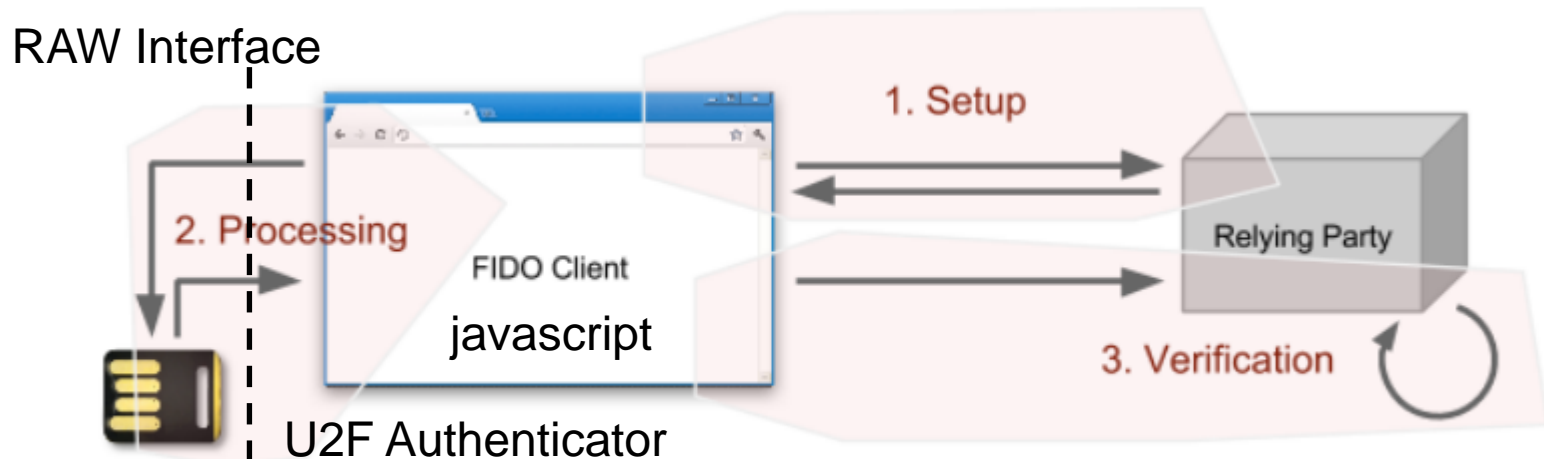 RAW Interface
1. Setup
2. Processing
Relying Party
FIDO Client
javascript
3. Verification
U2F Authenticator